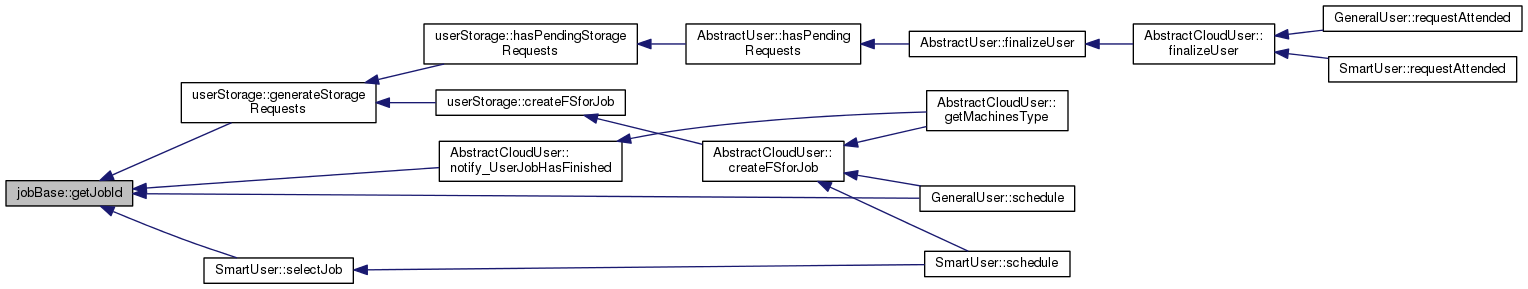 GeneralUser::requestAttended
userStorage::hasPendingStorage
Requests
AbstractUser::hasPending
Requests
AbstractUser::finalizeUser
AbstractCloudUser::
finalizeUser
SmartUser::requestAttended
userStorage::generateStorage
Requests
userStorage::createFSforJob
AbstractCloudUser::
getMachinesType
AbstractCloudUser::
notify_UserJobHasFinished
AbstractCloudUser::
createFSforJob
jobBase::getJobId
GeneralUser::schedule
SmartUser::selectJob
SmartUser::schedule